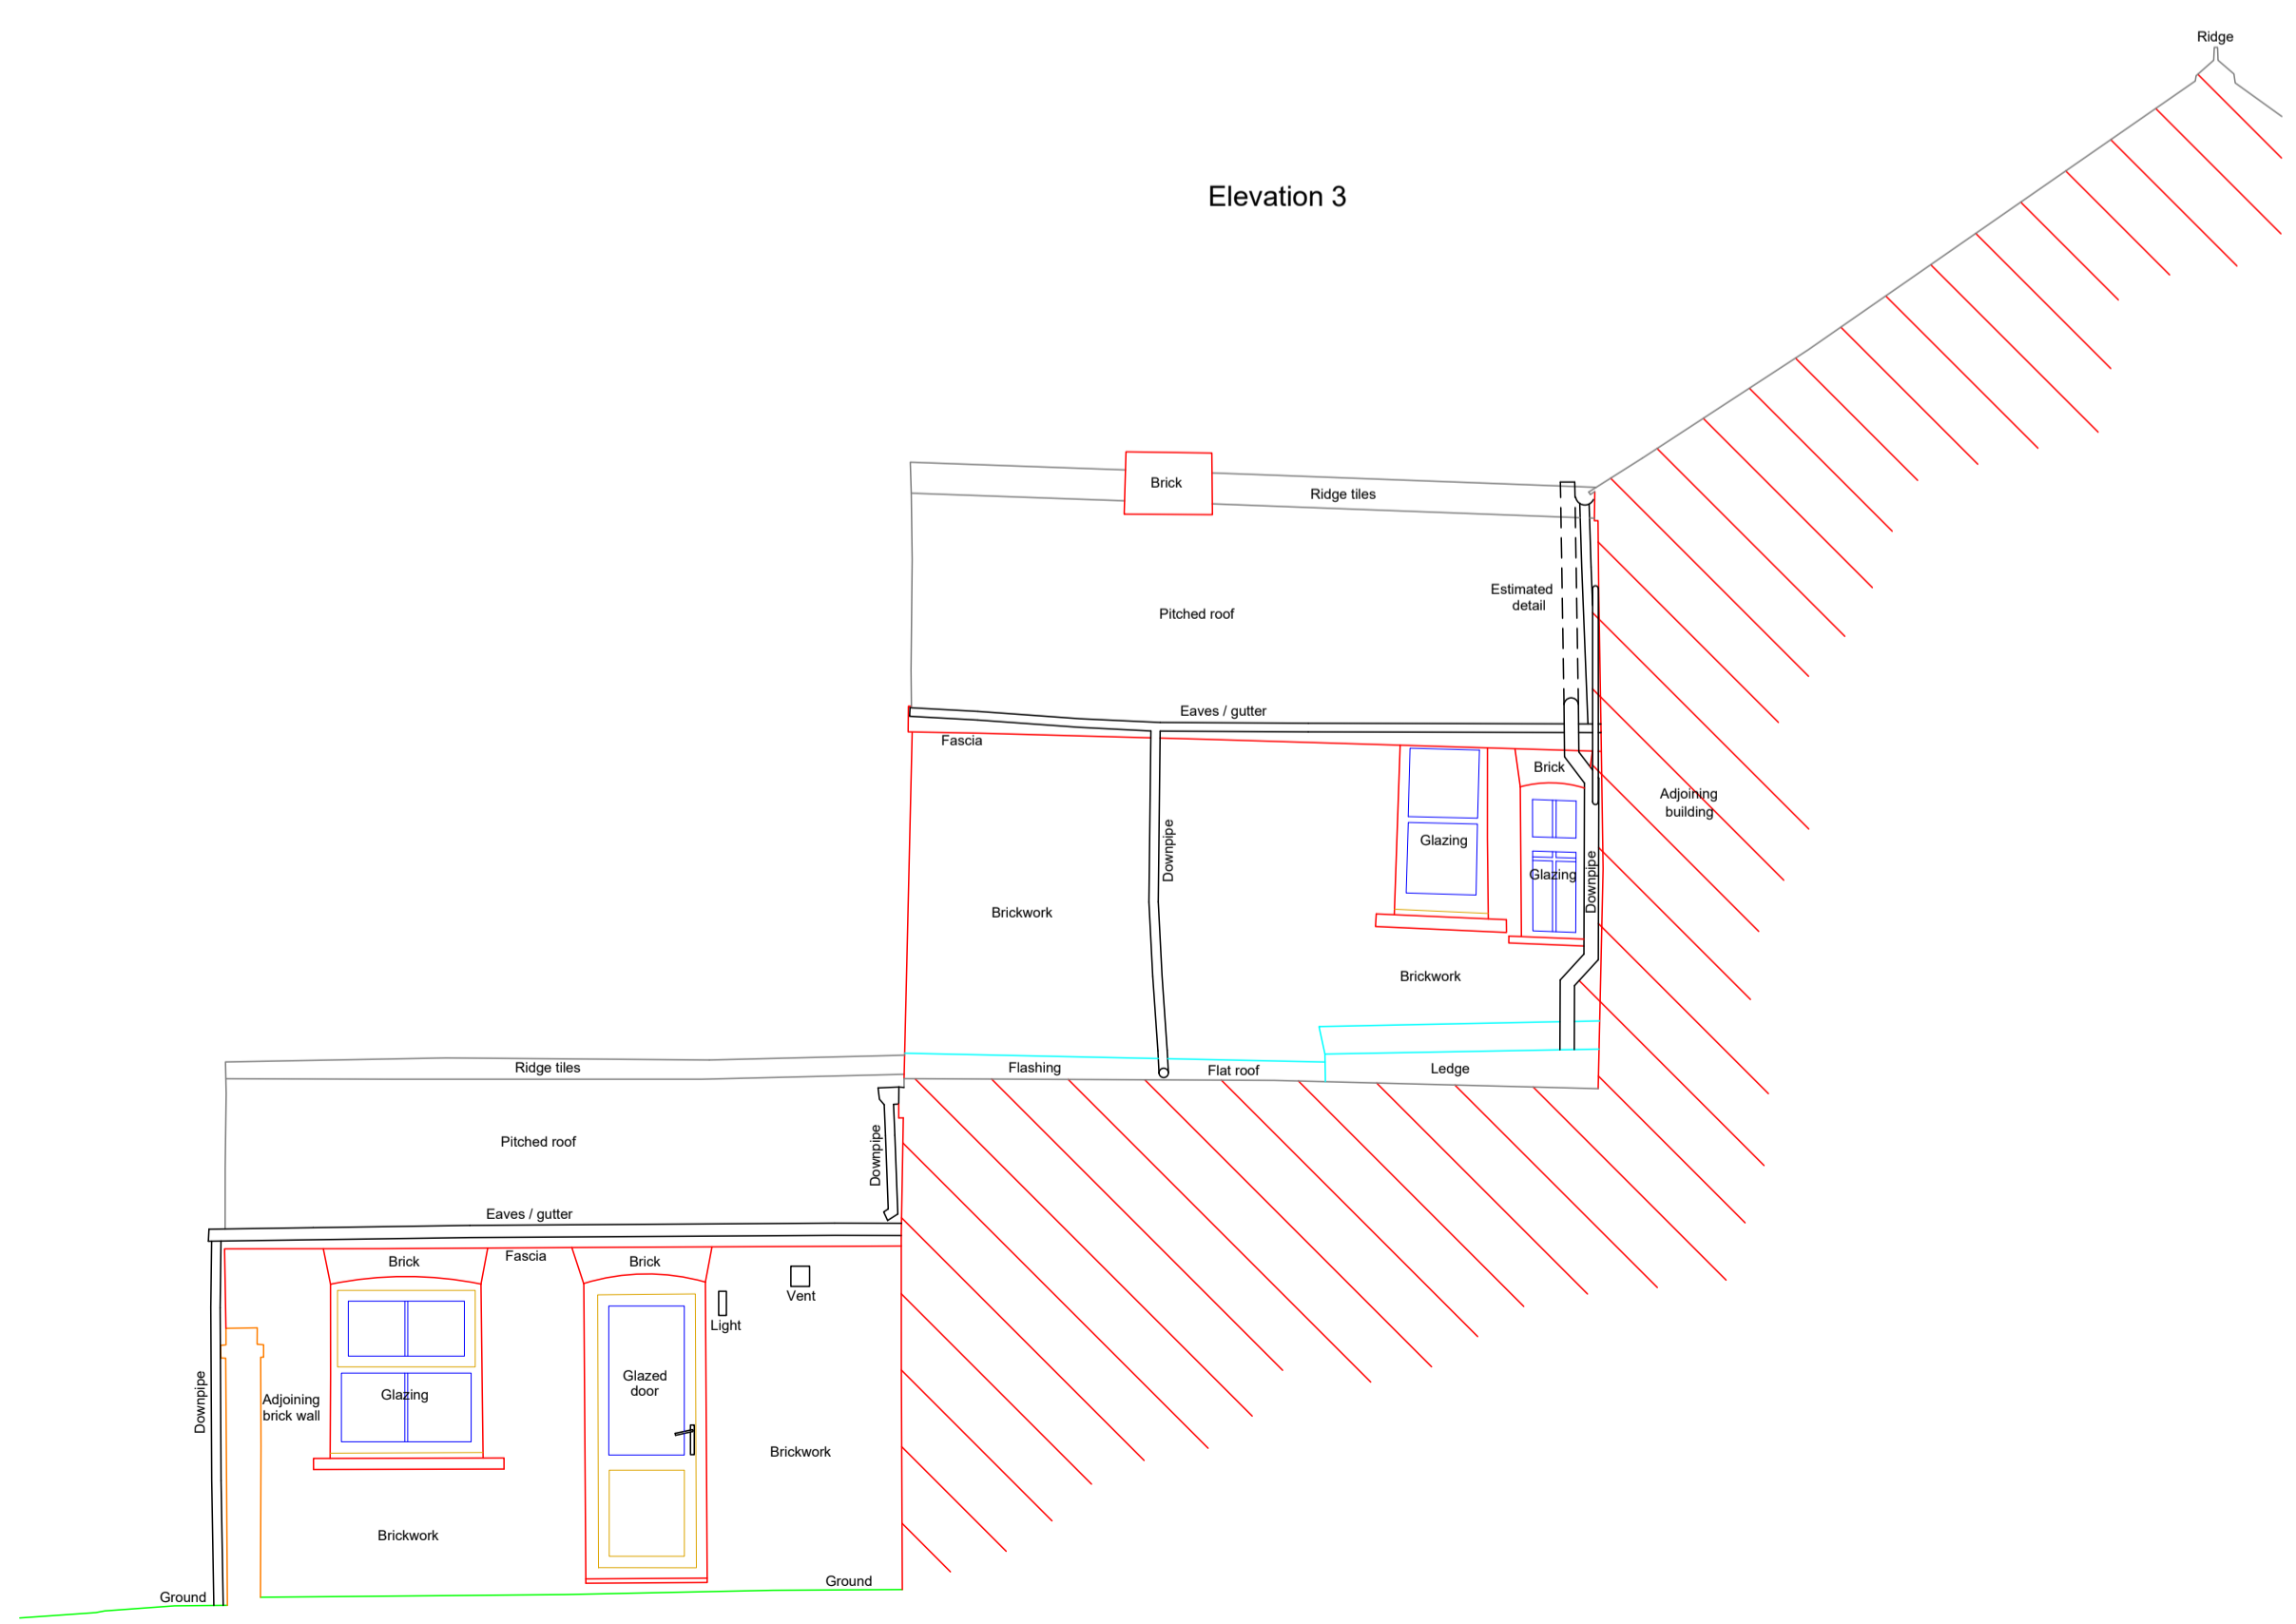 Ridge
Elevation 3
Brick
Ridge tiles
Estimated
detail
Pitched roof
Eaves / gutter
Fascia
Brick
Adjoining
building
Downpipe
Glazing
Glazing
Downpipe
Brickwork
Brickwork
Ridge tiles
Flashing
Flat roof
Ledge
Pitched roof
Downpipe
Eaves / gutter
Brick
Fascia
Brick
Vent
Light
Downpipe
Adjoining
brick wall
Glazing
Glazed
door
Brickwork
Brickwork
Ground
Ground